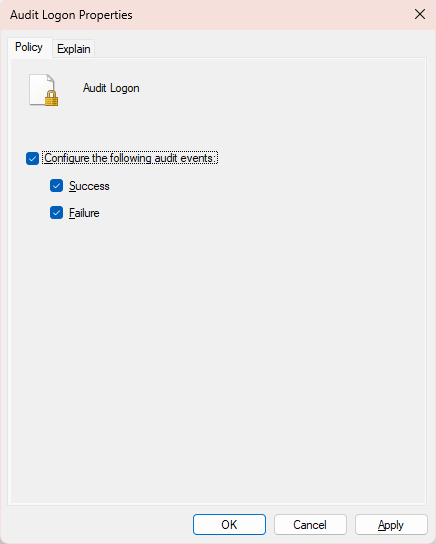 Audit Logon Properties
Policy
Explain
Audit Logon
Configure the following audit events:
Success
Failure
OK
Cancel
Apply